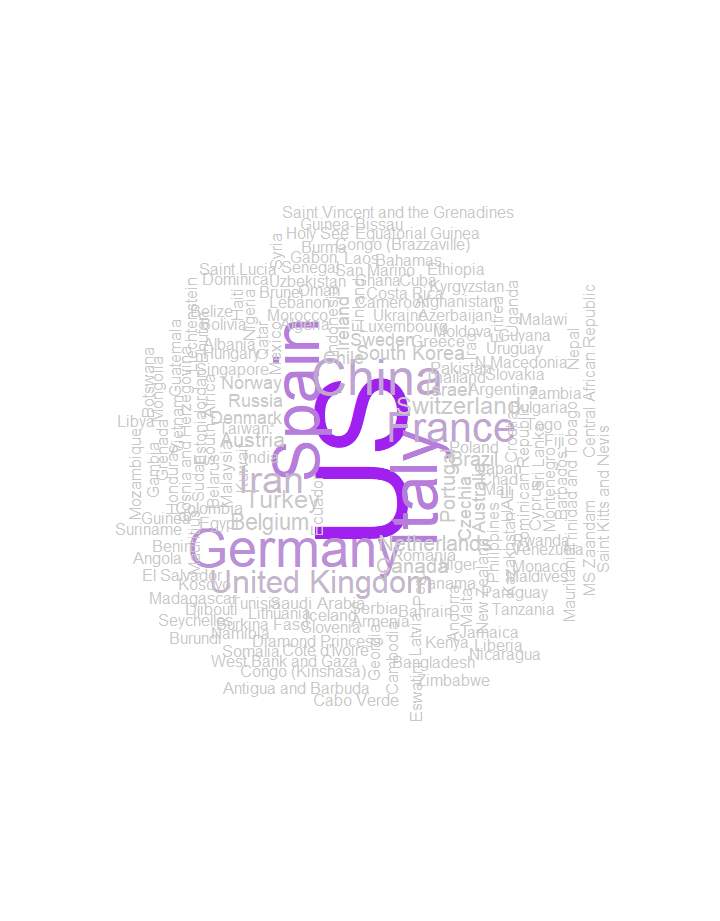 Saint Vincent and the Grenadines
Guinea-Bissau
Holy See
Equatorial Guinea
Burma
Congo (Brazzaville)
Syria
Gabon
Laos
Bahamas
Saint Lucia
Senegal
San Marino
Ethiopia
Dominica
Uzbekistan
Ghana
Cuba
Kyrgyzstan
Liechtenstein
Haiti
Nigeria
Brunei
Oman
Finland
Costa Rica
Uganda
Lebanon
Cameroon
Afghanistan
Eritrea
Central African Republic
Belize
Morocco
Indonesia
Ireland
Ukraine
Azerbaijan
Malawi
Bolivia
Qatar
Mexico
Algeria
Luxembourg
Moldova
Iraq
Guyana
Nepal
Guatemala
Albania
Spain
Sweden
Greece
Uruguay
Hungary
Chile
South Korea
N.Macedonia
Botswana
Mongolia
Singapore
China
Pakistan
Thailand
Slovakia
Bosnia and Herzegovina
Jordan
Norway
US
Israel
Argentina
Zambia
Russia
Switzerland
Bulgaria
Libya
Grenada
Vietnam
Estonia
Denmark
France
Croatia
Dominican Republic
Togo
Taiwan*
Sri Lanka
Fiji
Trinidad and Tobago
Saint Kitts and Nevis
Mozambique
Gambia
Honduras
Sudan
Belarus
Malaysia
Austria
Italy
Poland
Montenegro
India
Kuwait
Portugal
Brazil
Japan
Barbados
Iran
Ecuador
Czechia
Australia
Chad
Cyprus
Turkey
Mali
Philippines
Kazakhstan
MS Zaandam
Colombia
Guinea
Egypt
Belgium
Suriname
Mauritius
Benin
Germany
Netherlands
Rwanda
Venezuela
Angola
Romania
Canada
Niger
Monaco
Mauritania
El Salvador
Kosovo
United Kingdom
Panama
Maldives
Madagascar
Paraguay
Djibouti
Tunisia
Saudi Arabia
Serbia
Bahrain
Andorra
Malta
New Zealand
Tanzania
Seychelles
Lithuania
Iceland
Armenia
Burkina Faso
Slovenia
Latvia
Burundi
Namibia
Jamaica
Diamond Princess
Georgia
Cambodia
Kenya
Liberia
Somalia
Cote d'Ivoire
Nicaragua
West Bank and Gaza
Bangladesh
Congo (Kinshasa)
Eswatini
Zimbabwe
Antigua and Barbuda
Cabo Verde